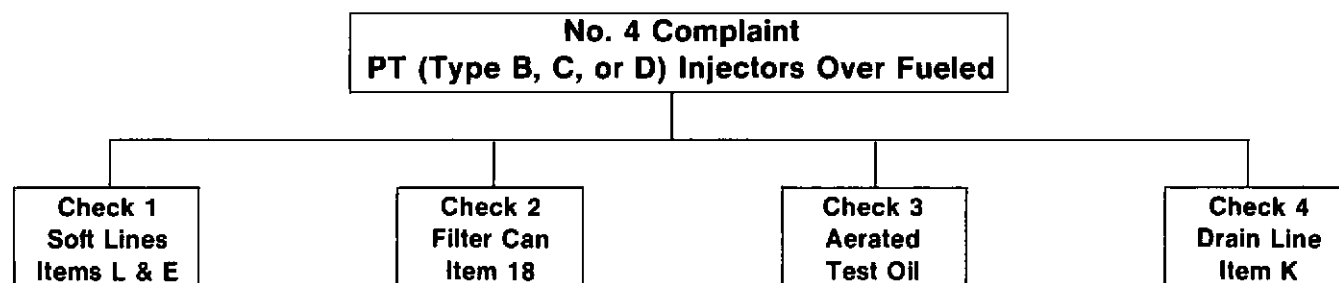 No. 4 Complaint
PT (Type B, C, or D) Injectors Over Fueled
Check 1
Soft Lines
Items L & E
Check 2
Filter Can
Item 18
Check 3
Aerated
Test Oil
Check 4
Drain Line
Item K